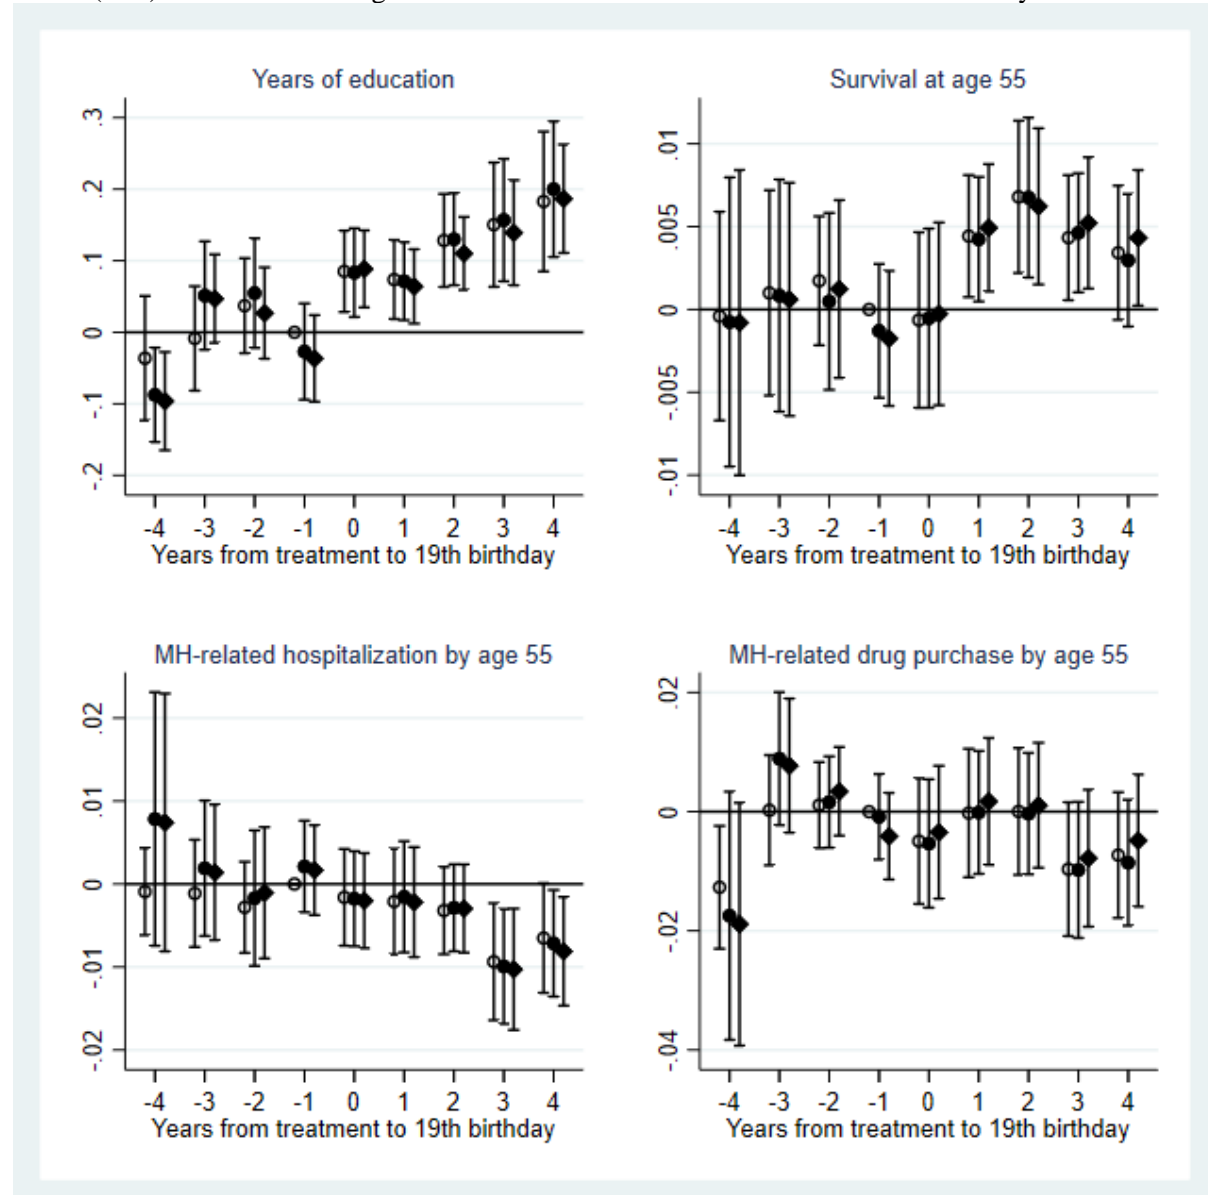 Years of education
.3
.2
.1
0
-.1
-.2
-4 -3 -2 -1 0 1 2 3 4
Years from treatment to 19th birthday
Survival at age 55
.01
.005
0
-.005
-.01
-4 -3 -2 -1 0 1 2 3 4
Years from treatment to 19th birthday
MH-related hospitalization by age 55
.02
.01
0
-.01
-.02
-4 -3 -2 -1 0 1 2 3 4
Years from treatment to 19th birthday
MH-related drug purchase by age 55
.02
0
-.02
-.04
-4 -3 -2 -1 0 1 2 3 4
Years from treatment to 19th birthday